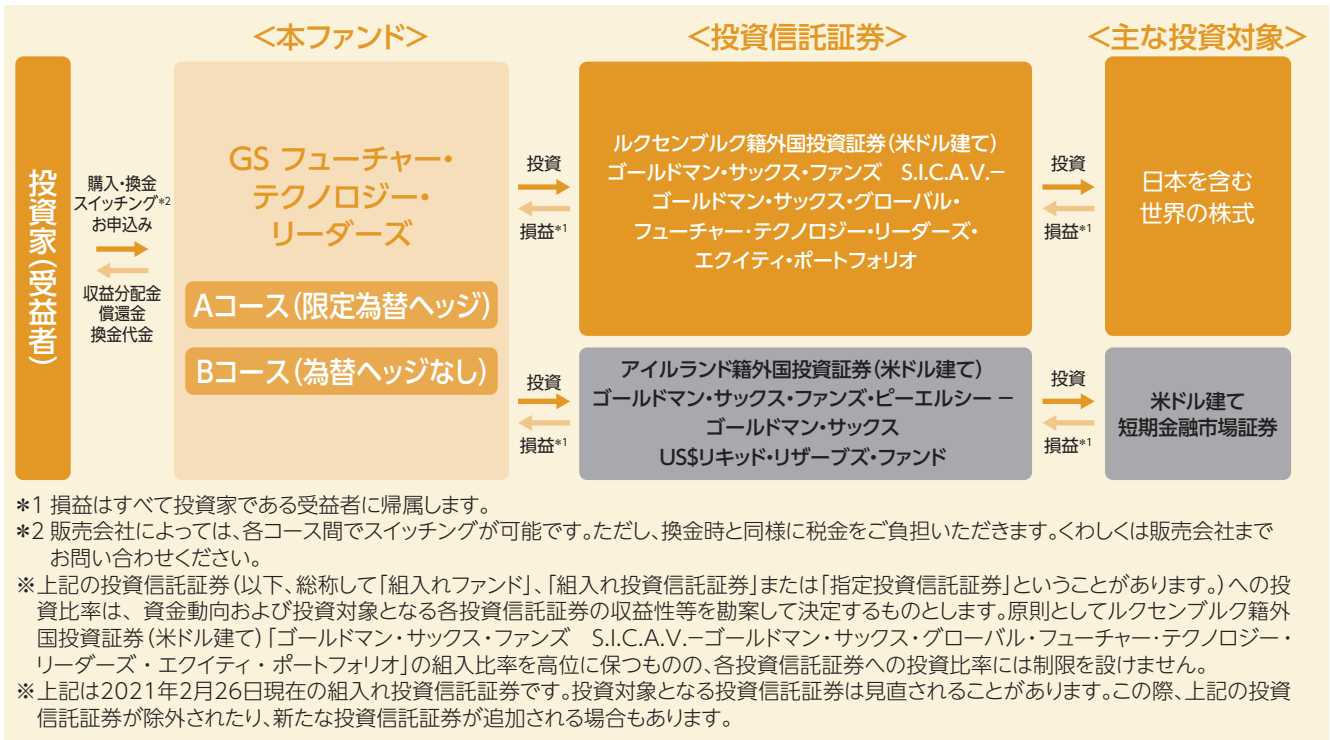 <本ファンド>
<投資信託証券>
<主な投資対象>
投資家(受益者)
購入・換金
スイッチング*2
お申込み
収益分配金
償還金
換金代金
GS フューチャー・
テクノロジー・
リーダーズ
Aコース(限定為替ヘッジ)
Bコース(為替ヘッジなし)
投資
損益*1
ルクセンブルク籍外国投資証券(米ドル建て)
ゴールドマン・サックス・ファンズ S.I.C.A.V.−
ゴールドマン・サックス・グローバル・
フューチャー・テクノロジー・リーダーズ・
エクイティ・ポートフォリオ
投資
損益*1
日本を含む
世界の株式
投資
損益*1
アイルランド籍外国投資証券(米ドル建て)
ゴールドマン・サックス・ファンズ・ピーエルシー −
ゴールドマン・サックス
US$リキッド・リザーブズ・ファンド
投資
損益*1
米ドル建て
短期金融市場証券
*1 損益はすべて投資家である受益者に帰属します。
*2 販売会社によっては、各コース間でスイッチングが可能です。ただし、換金時と同様に税金をご負担いただきます。くわしくは販売会社まで
お問い合わせください。
※上記の投資信託証券(以下、総称して「組入れファンド」、「組入れ投資信託証券」または「指定投資信託証券」ということがあります。)への投
資比率は、資金動向および投資対象となる各投資信託証券の収益性等を勘案して決定するものとします。原則としてルクセンブルク籍外
国投資証券(米ドル建て)「ゴールドマン・サックス・ファンズ S.I.C.A.V.−ゴールドマン・サックス・グローバル・フューチャー・テクノロジー・
リーダーズ・エクイティ・ポートフォリオ」の組入比率を高位に保つものの、各投資信託証券への投資比率には制限を設けません。
※上記は2021年2月26日現在の組入れ投資信託証券です。投資対象となる投資信託証券は見直されることがあります。この際、上記の投資
信託証券が除外されたり、新たな投資信託証券が追加される場合もあります。